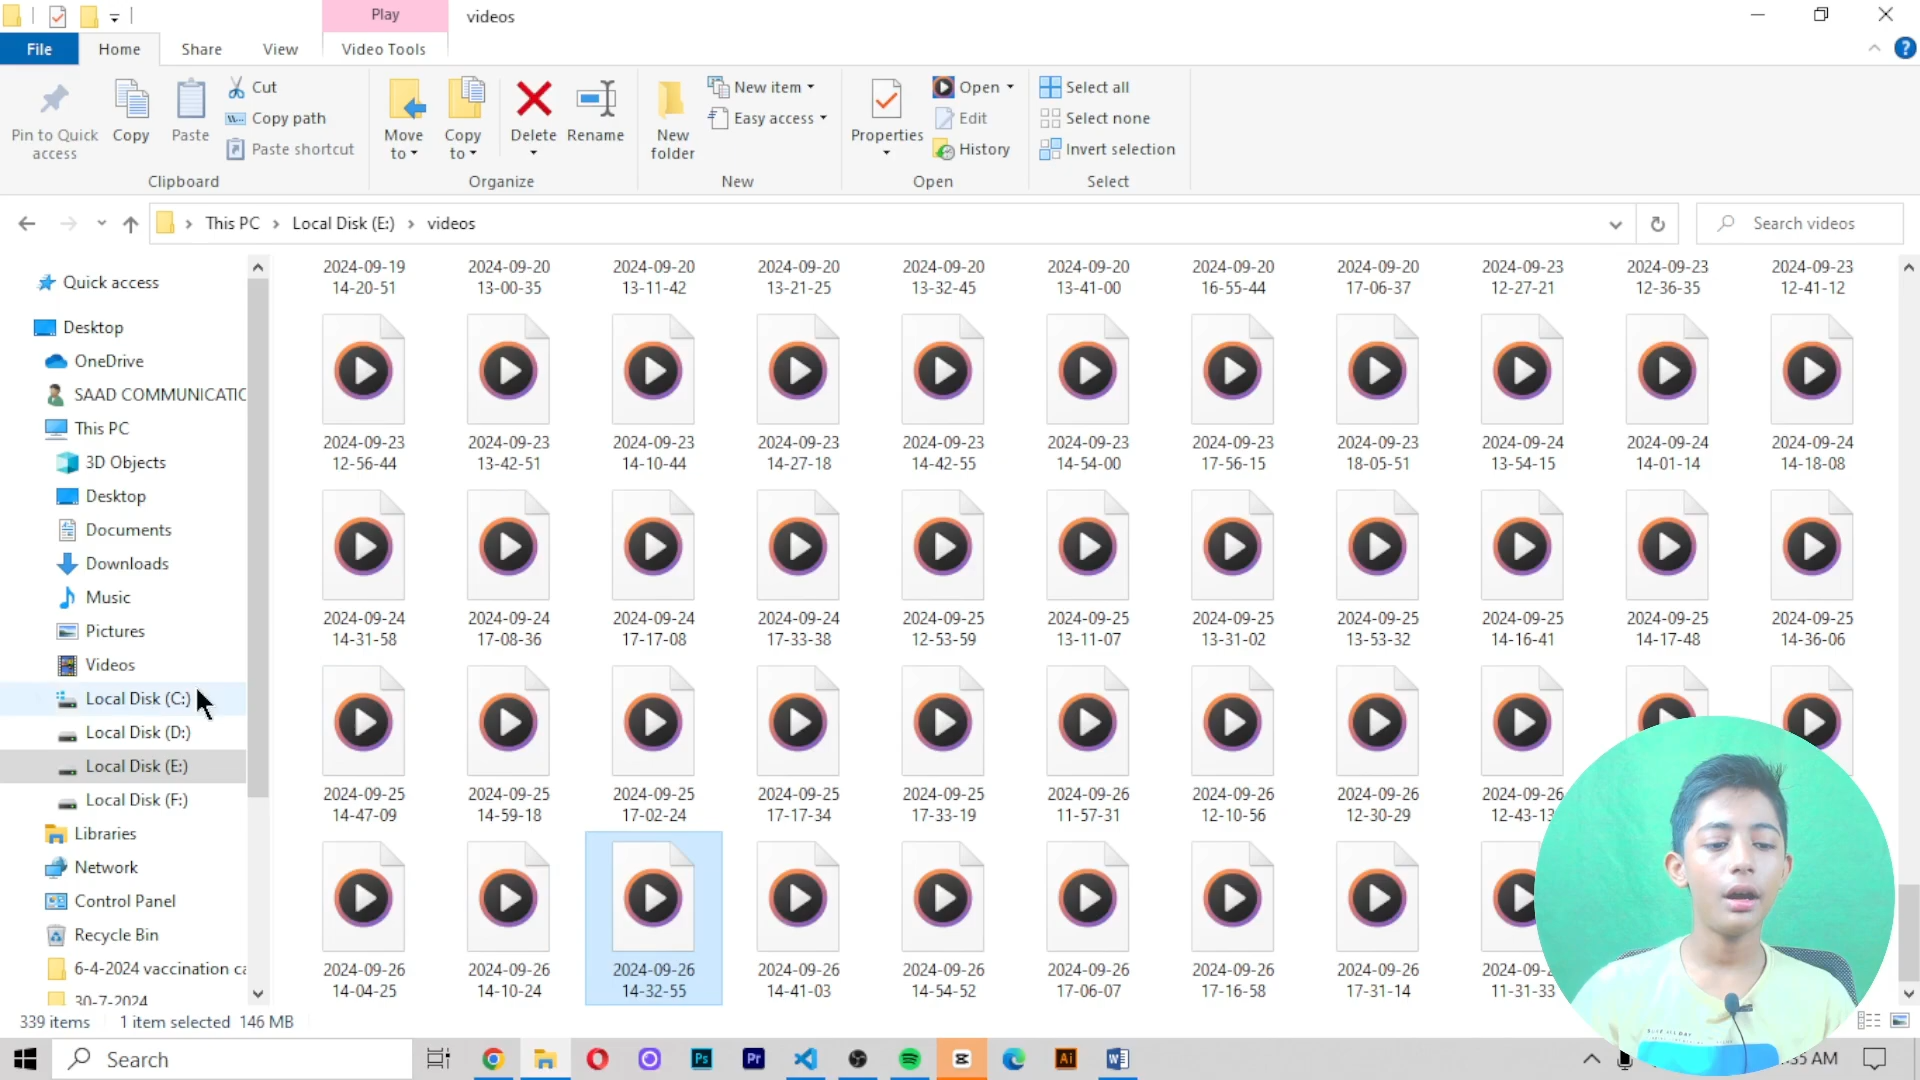 Play
videos
File
Home
Share
View
Video Tools
Pin to Quick
access
Copy
Paste
Cut
Copy path
Paste shortcut
Move
to
Copy
to
Delete
Rename
New
folder
New item
Easy access
Properties
Open
Edit
History
Select all
Select none
Invert selection
Clipboard
Organize
New
Open
Select
This PC
Local Disk (E:)
videos
Search videos
Quick access
Desktop
OneDrive
SAAD COMMUNICATIC
This PC
3D Objects
Desktop
Documents
Downloads
Music
Pictures
Videos
Local Disk (C:)
Local Disk (D:)
Local Disk (E:)
Local Disk (F:)
Libraries
Network
Control Panel
Recycle Bin
6-4-2024 vaccination ca
30-7-2024
2024-09-19 2024-09-20 2024-09-20 2024-09-20 2024-09-20 2024-09-20 2024-09-20 2024-09-20 2024-09-23 2024-09-23 2024-09-23
14-20-51 13-00-35 13-11-42 13-21-25 13-32-45 13-41-00 16-55-44 17-06-37 12-27-21 12-36-35 12-41-12
2024-09-23 2024-09-23 2024-09-23 2024-09-23 2024-09-23 2024-09-23 2024-09-23 2024-09-23 2024-09-24 2024-09-24 2024-09-24
12-56-44 13-42-51 14-10-44 14-27-18 14-42-55 14-54-00 17-56-15 18-05-51 13-54-15 14-01-14 14-18-08
2024-09-24 2024-09-24 2024-09-24 2024-09-24 2024-09-25 2024-09-25 2024-09-25 2024-09-25 2024-09-25 2024-09-25 2024-09-25
14-31-58 17-08-36 17-17-08 17-33-38 12-53-59 13-11-07 13-31-02 13-53-32 14-16-41 14-17-48 14-36-06
2024-09-25 2024-09-25 2024-09-25 2024-09-25 2024-09-25 2024-09-26 2024-09-26 2024-09-26 2024-09-26
14-47-09 14-59-18 17-02-24 17-17-34 17-33-19 11-57-31 12-10-56 12-30-29 12-43-13
2024-09-26 2024-09-26 2024-09-26 2024-09-26 2024-09-26 2024-09-26 2024-09-26 2024-09-26 2024-09-2
14-04-25 14-10-24 14-32-55 14-41-03 14-54-52 17-06-07 17-16-58 17-31-14 11-31-33
339 items 1 item selected 146 MB
Search
Ps
Pr
Ai
:35 AM